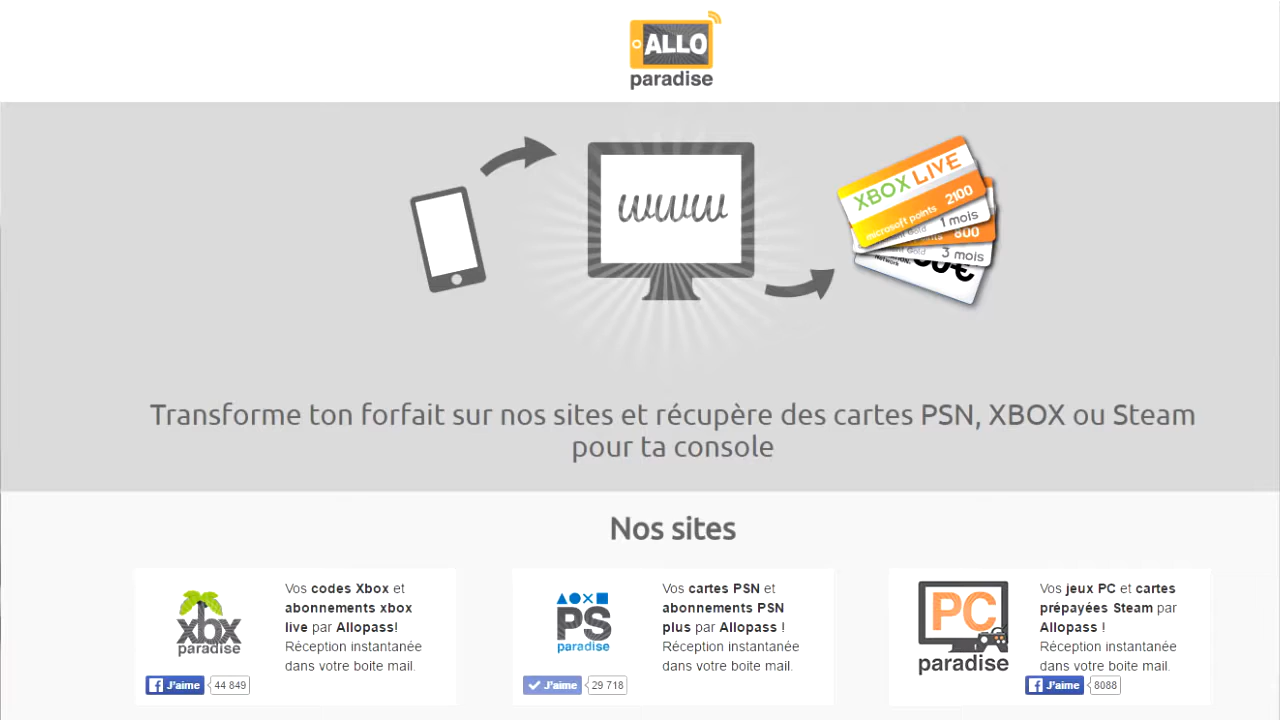 ALLO
paradise
www
XBOX LIVE
microsoft points 2100
1 mois
800
3 mois
Network
Transforme ton forfait sur nos sites et récupère des cartes PSN, XBOX ou Steam
pour ta console
Nos sites
xbx
paradise
Vos codes Xbox et
abonnements xbox
live par Allopass!
Réception instantanée
dans votre boite mail.
J'aime
44 849
PS
paradise
Vos cartes PSN et
abonnements PSN
plus par Allopass !
Réception instantanée
dans votre boite mail.
J'aime
29 718
PC
paradise
Vos jeux PC et cartes
prépayées Steam par
Allopass !
Réception instantanée
dans votre boite mail.
J'aime
8088